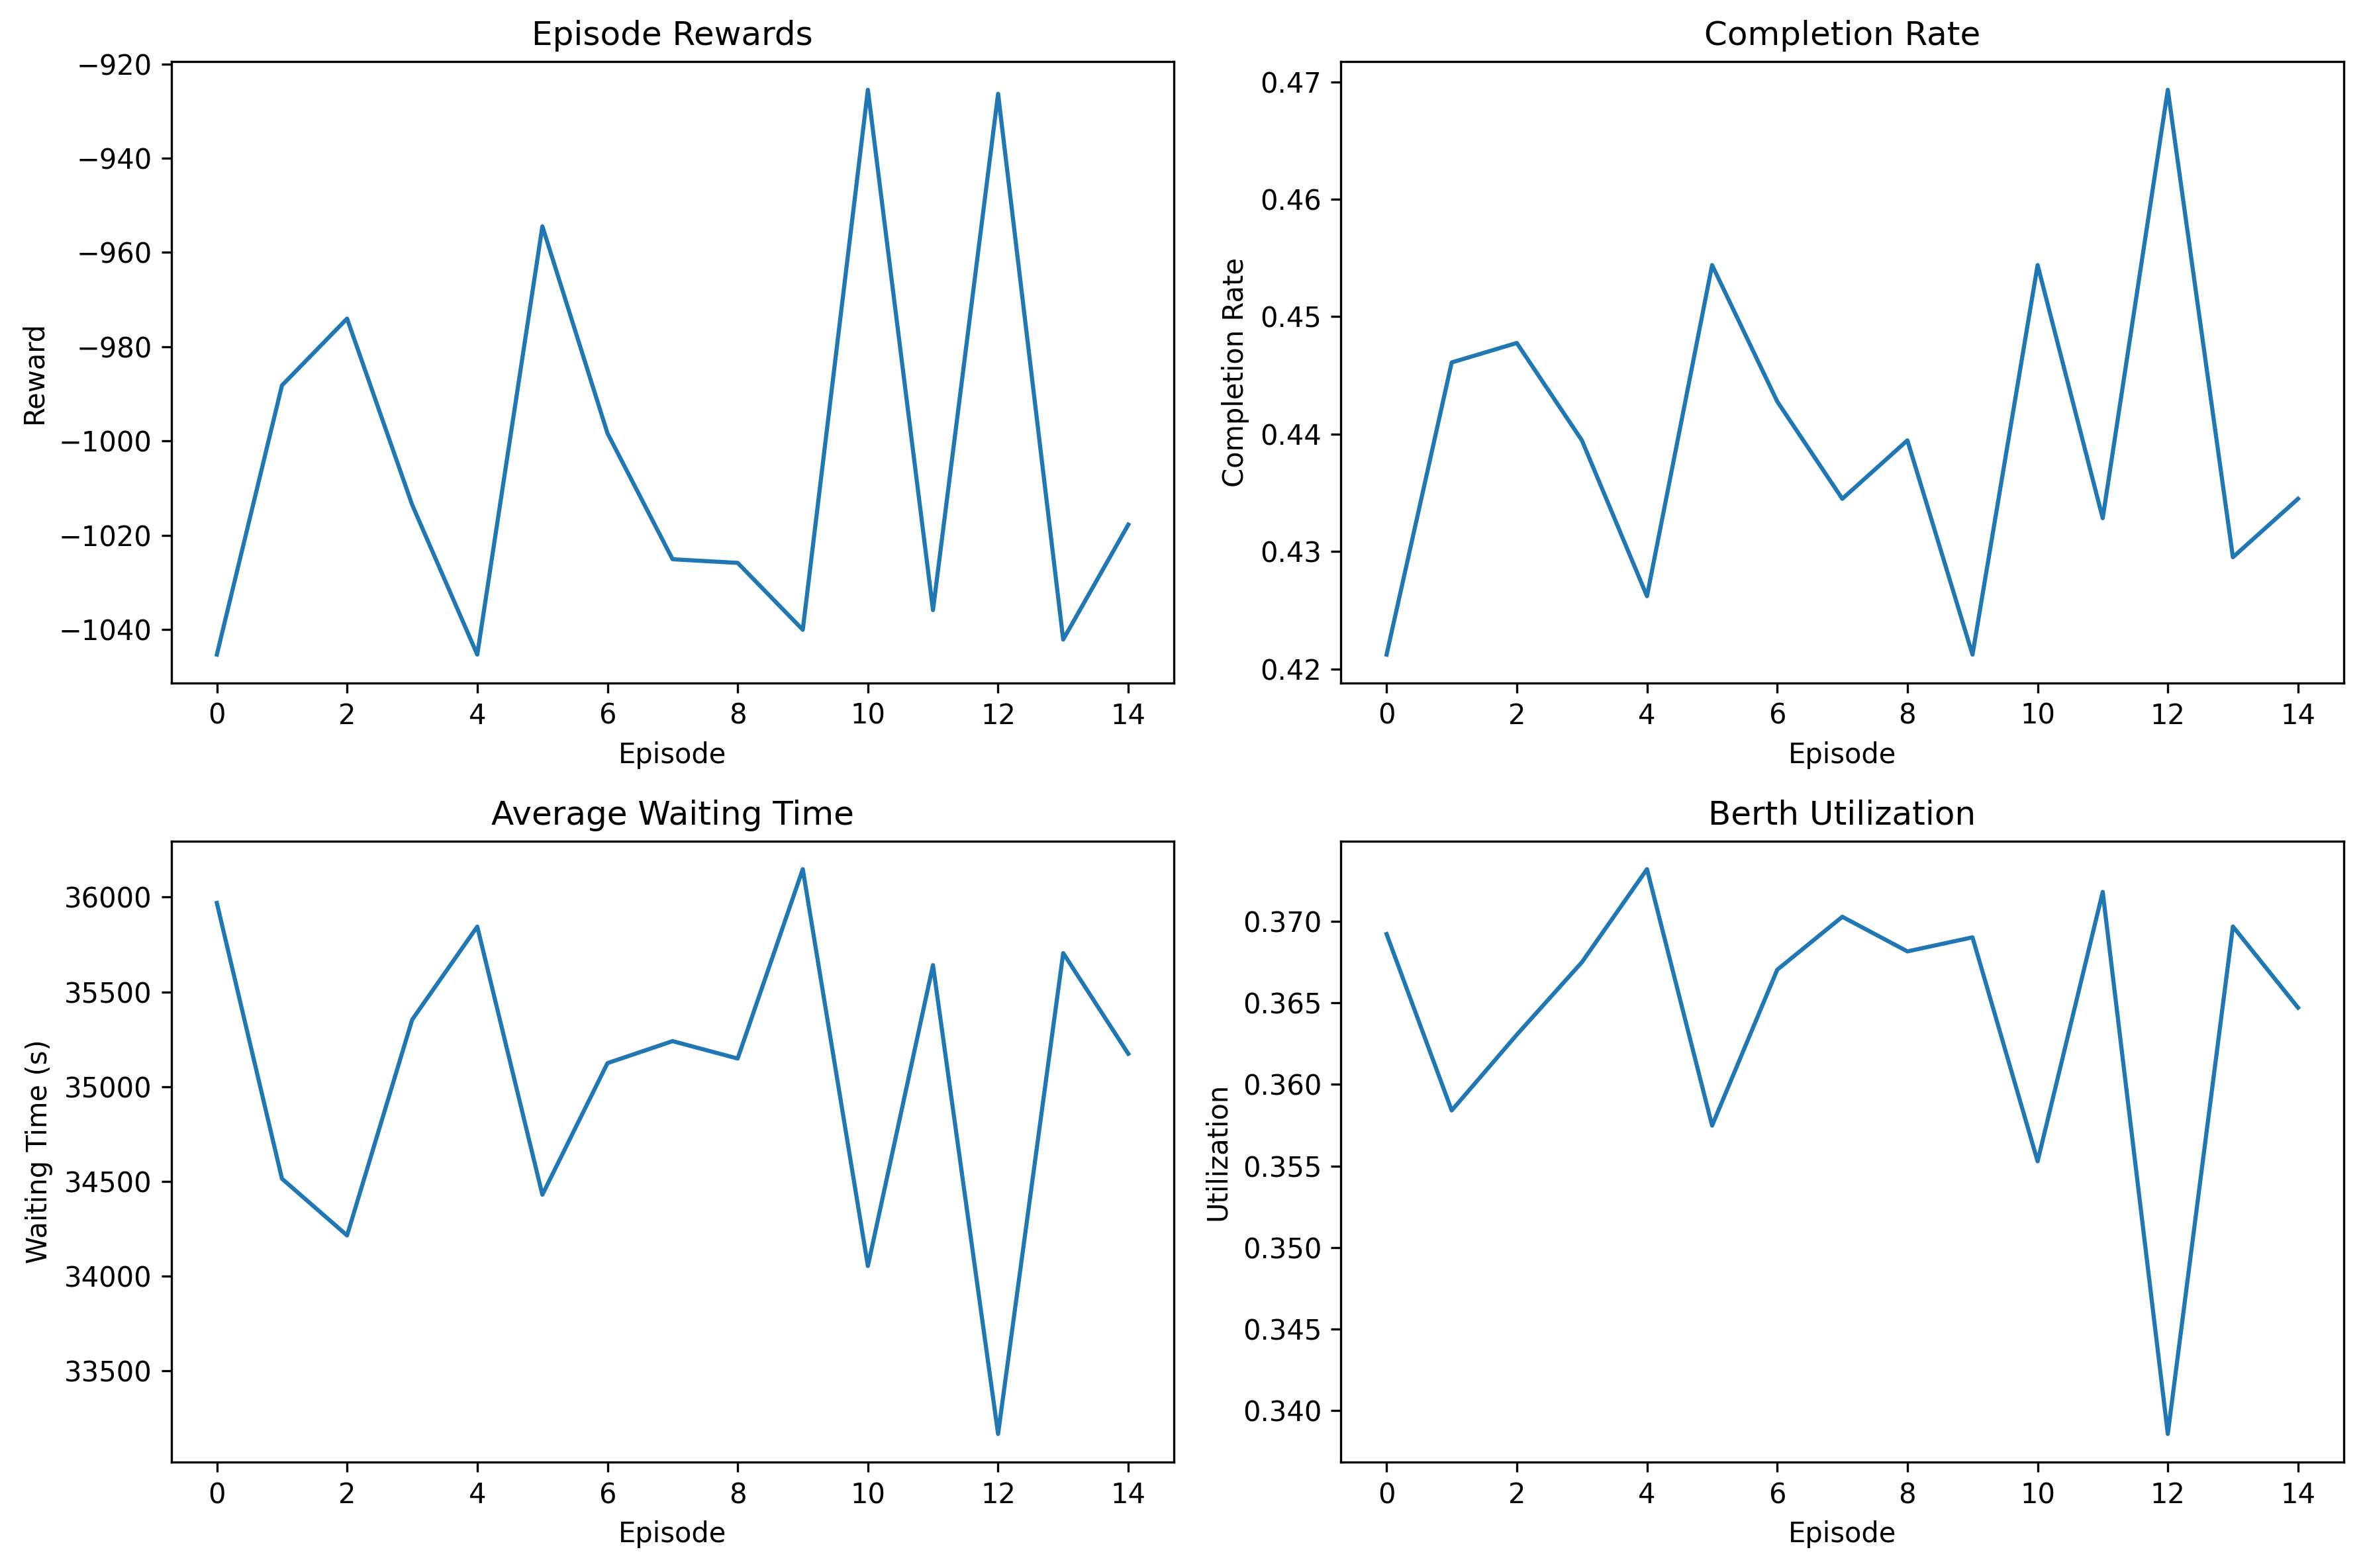 Episode Rewards
−920
−940
−960
−980
−1000
−1020
−1040
Reward
0 2 4 6 8 10 12 14
Episode
Completion Rate
0.47
0.46
0.45
0.44
0.43
0.42
Completion Rate
0 2 4 6 8 10 12 14
Episode
Average Waiting Time
36000
35500
35000
34500
34000
33500
Waiting Time (s)
0 2 4 6 8 10 12 14
Episode
Berth Utilization
0.370
0.365
0.360
0.355
0.350
0.345
0.340
Utilization
0 2 4 6 8 10 12 14
Episode